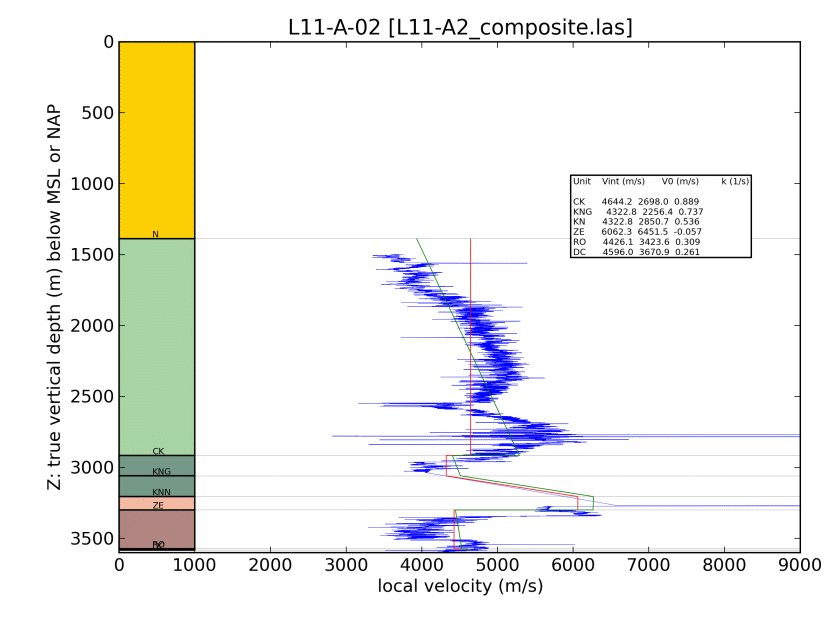 L11-A-02 [L11-A2_composite.las]
0
500
1000
1500
2000
2500
3000
3500
Z: true vertical depth (m) below MSL or NAP
N
CK
KNG
KNN
ZE
RO
Unit Vint (m/s) V0 (m/s) k (1/s)
CK 4644.2 2698.0 0.889
KNG 4322.8 2256.4 0.737
KN 4322.8 2850.7 0.536
ZE 6062.3 6451.5 -0.057
RO 4426.1 3423.6 0.309
DC 4596.0 3670.9 0.261
0 1000 2000 3000 4000 5000 6000 7000 8000 9000
local velocity (m/s)